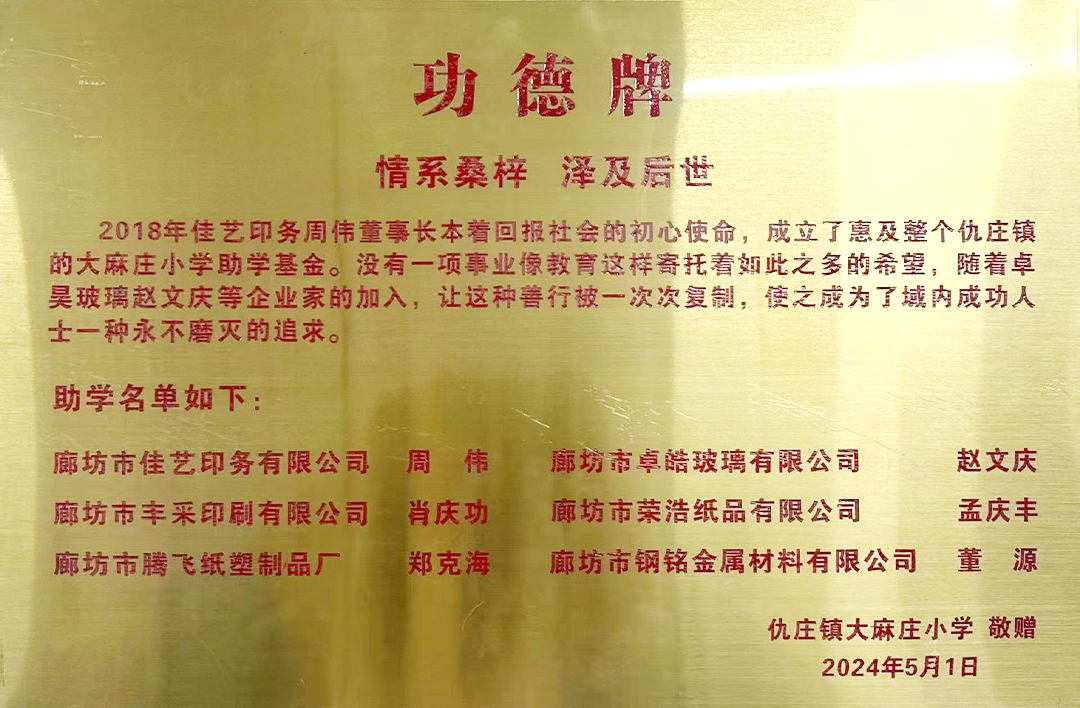 功德牌
情系桑梓 泽及后世
2018年佳艺印务周伟董事长本着回报社会的初心使命，成立了惠及整个仇庄镇
的大麻庄小学助学基金。没有一项事业像教育这样寄托着如此之多的希望，随着卓
昊玻璃赵文庆等企业家的加入，让这种善行被一次次复制，使之成为了域内成功人
士一种永不磨灭的追求。
助学名单如下：
廊坊市佳艺印务有限公司 周 伟 廊坊市卓皓玻璃有限公司 赵文庆
廊坊市丰采印刷有限公司 肖庆功 廊坊市荣浩纸品有限公司 孟庆丰
廊坊市腾飞纸塑制品厂 郑克海 廊坊市钢铭金属材料有限公司 董 源
仇庄镇大麻庄小学 敬赠
2024年5月1日